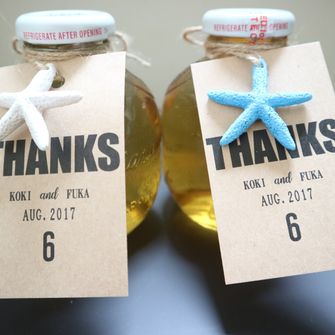 REFRIGERATE AFTER OPENING
THANKS
KOKI and FUKA
AUG. 2017
6
REFRIGERATE AFTER OPENING
THANKS
KOKI and FUKA
AUG. 2017
6